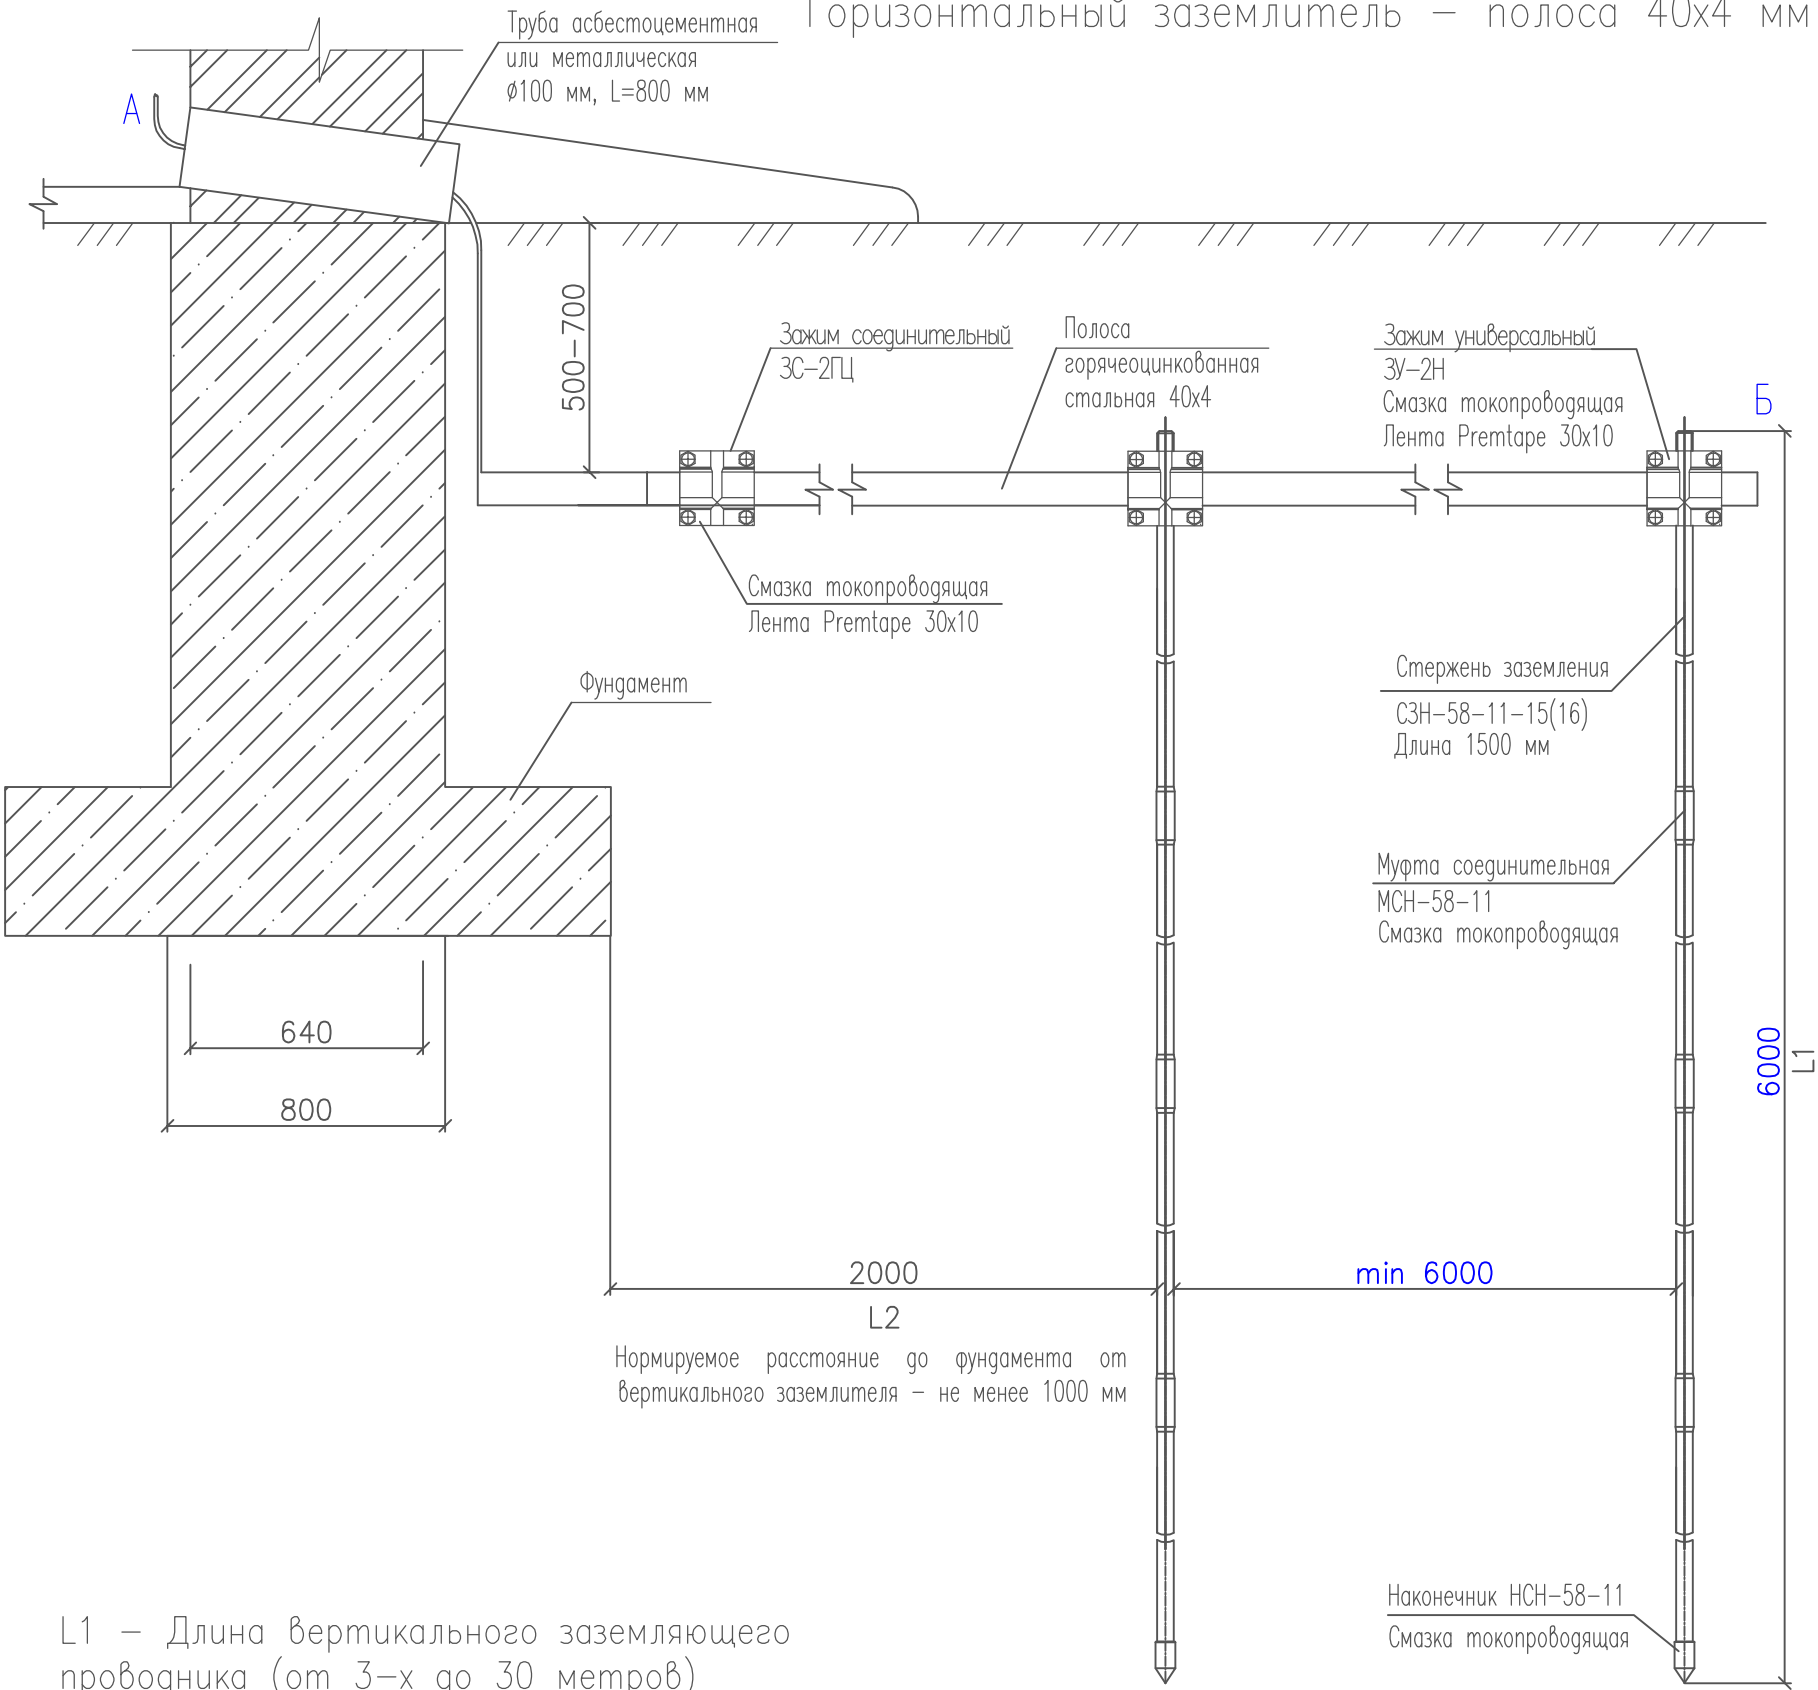 Горизонтальный заземлитель – полоса 40х4 мм
Труба асбестоцементная
или металлическая
ϕ100 мм, L=800 мм
А
500-700
Зажим соединительный
ЗС-2ГЦ
Полоса
горячеоцинкованная
стальная 40х4
Зажим универсальный
ЗУ-2Н
Смазка токопроводящая
Лента Premtape 30х10
Б
Смазка токопроводящая
Лента Premtape 30х10
Фундамент
Стержень заземления
СЗН-58-11-15(16)
Длина 1500 мм
Муфта соединительная
МСН-58-11
Смазка токопроводящая
640
800
6000
L1
2000
L2
min 6000
Нормируемое расстояние до фундамента от
вертикального заземлителя – не менее 1000 мм
Наконечник НСН-58-11
Смазка токопроводящая
L1 – Длина вертикального заземляющего
проводника (от 3-х до 30 метров)